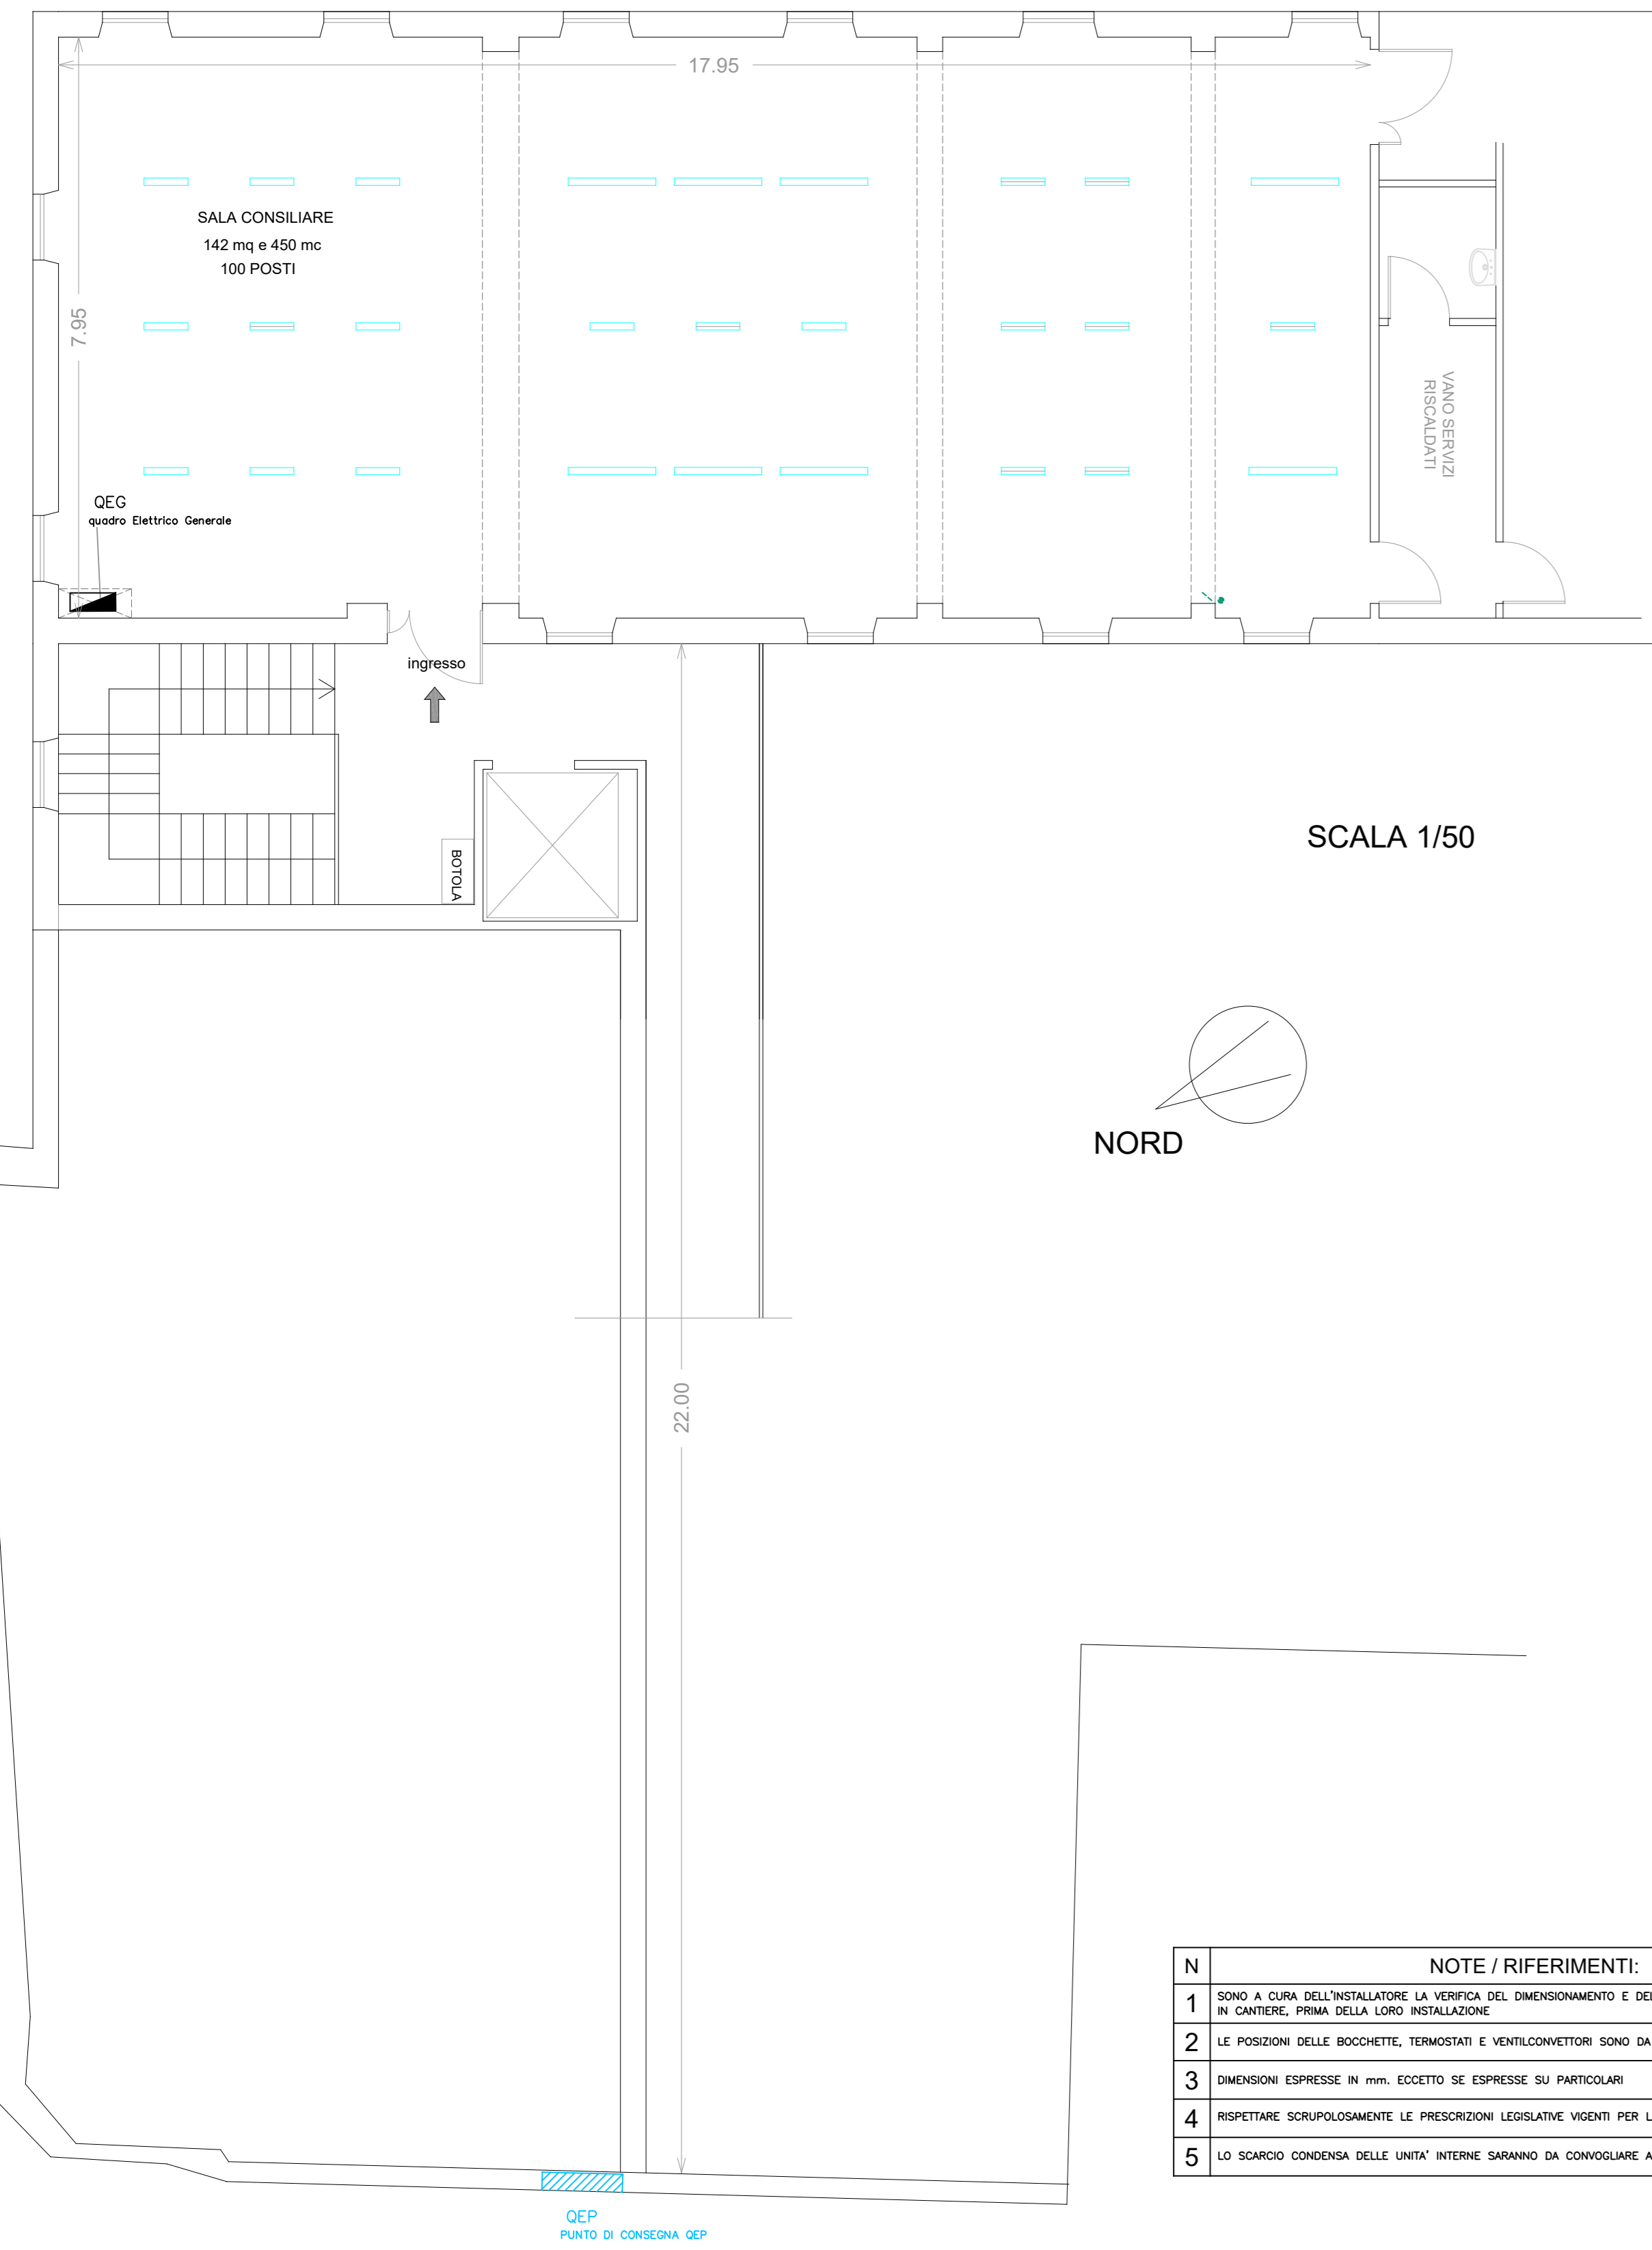 17.95
SALA CONSILIARE
142 mq e 450 mc
100 POSTI
7.95
VANO SERVIZI
RISCALDATI
QEG
quadro Elettrico Generale
ingresso
BOTOLA
SCALA 1/50
NORD
22.00
N NOTE / RIFERIMENTI:
1 SONO A CURA DELL'INSTALLATORE LA VERIFICA DEL DIMENSIONAMENTO E
IN CANTIERE, PRIMA DELLA LORO INSTALLAZIONE
2 LE POSIZIONI DELLE BOCCHETTE, TERMOSTATI E VENTILCONVETTORI SONO DA
3 DIMENSIONI ESPRESSE IN mm. ECCETTO SE ESPRESSE SU PARTICOLARI
4 RISPETTARE SCRUPOLOSAMENTE LE PRESCRIZIONI LEGISLATIVE VIGENTI PER
5 LO SCARCIO CONDENSA DELLE UNITA' INTERNE SARANNO DA CONVOGLIARE
QEP
PUNTO DI CONSEGNA QEP